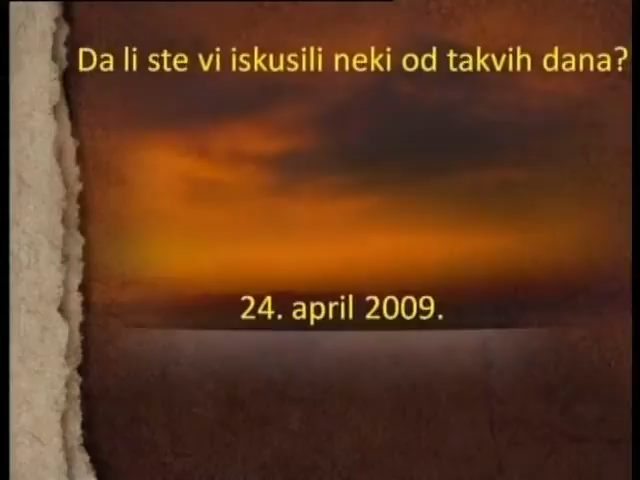 Da li ste vi iskusili neki od takvih dana?
24. april 2009.